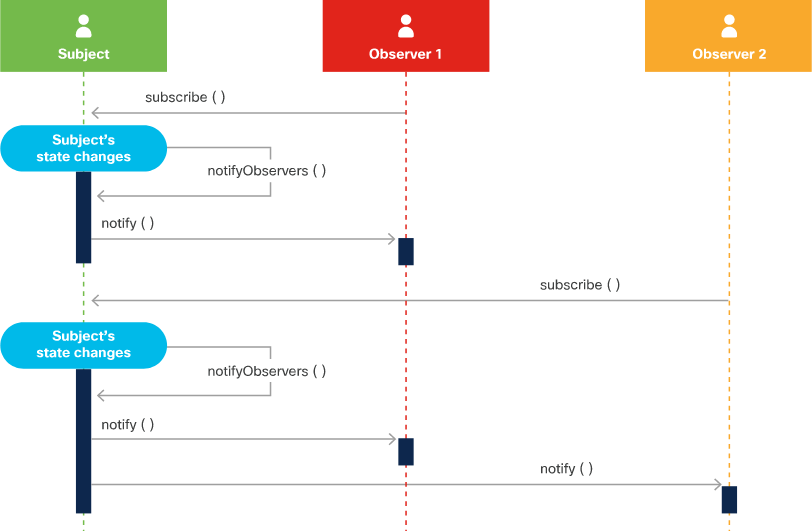 Subject
Observer 1
Observer 2
subscribe ( )
Subject's
state changes
notifyObservers ( )
notify ( )
subscribe ( )
Subject's
state changes
notifyObservers ( )
notify ( )
notify ( )